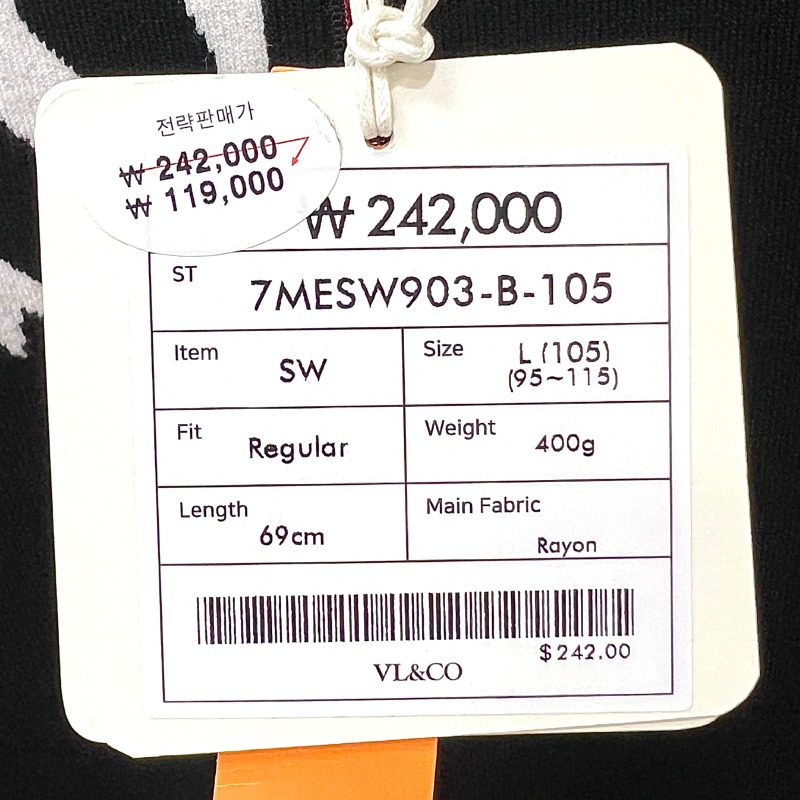 전략판매가
₩ 242,000
₩ 119,000
₩ 242,000
ST
7MESW903-B-105
Item
SW
Size
L (105)
(95~115)
Fit
Regular
Weight
400g
Length
69cm
Main Fabric
Rayon
$242.00
VL&CO